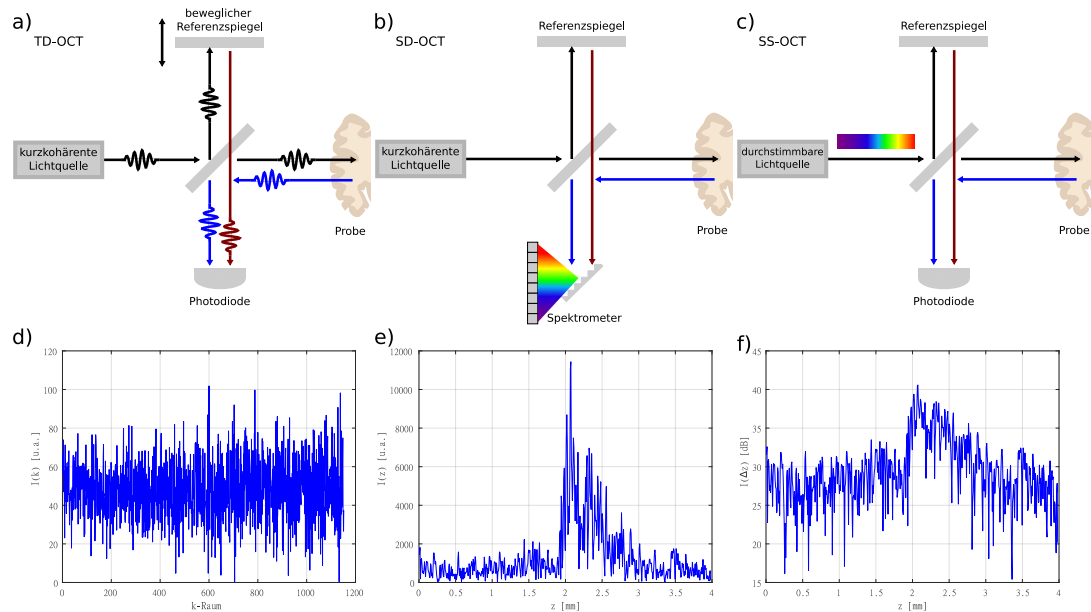 a)
TD-OCT
beweglicher
Referenzspiegel
kurzkohärente
Lichtquelle
Probe
Photodiode
b)
SD-OCT
Referenzspiegel
kurzkohärente
Lichtquelle
Probe
Spektrometer
c)
SS-OCT
Referenzspiegel
durchstimmbare
Lichtquelle
Probe
Photodiode
d)
I(k) [u.a.]
120
100
80
60
40
20
0
0 200 400 600 800 1000 1200
k-Raum
e)
I(z) [u.a.]
12000
10000
8000
6000
4000
2000
0
0 0.5 1 1.5 2 2.5 3 3.5 4
z [mm]
f)
I(Δz) [dB]
45
40
35
30
25
20
15
0 0.5 1 1.5 2 2.5 3 3.5 4
z [mm]